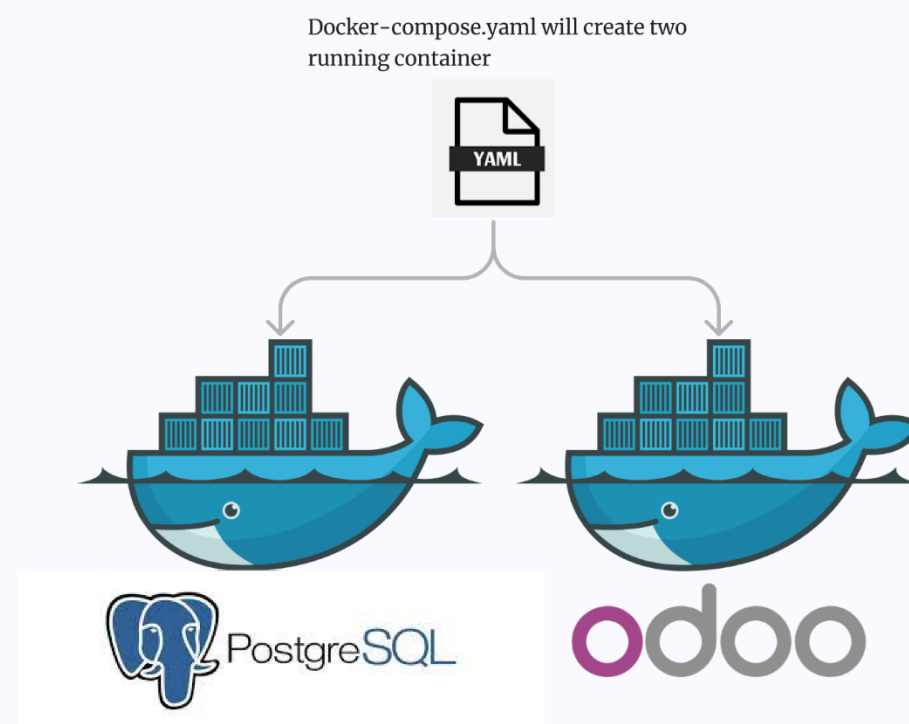 Docker-compose.yaml will create two
running container
YAML
PostgreSQL
odoo